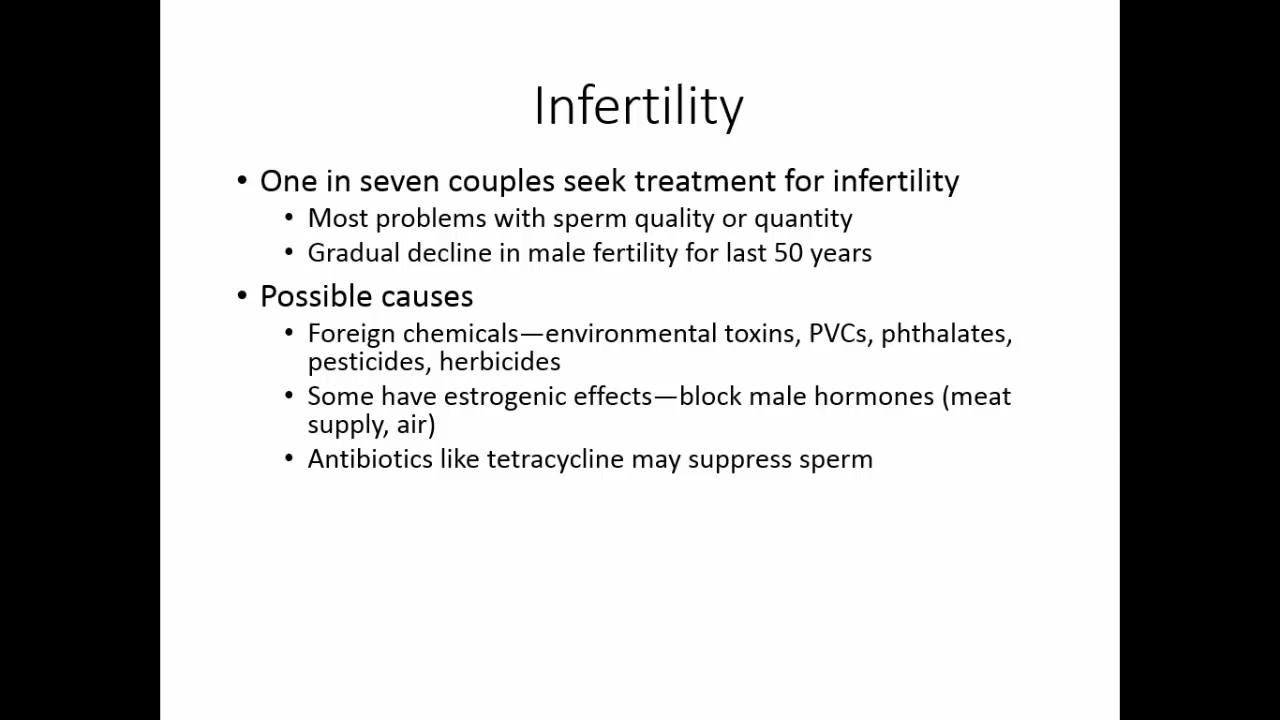 Infertility
• One in seven couples seek treatment for infertility
• Most problems with sperm quality or quantity
• Gradual decline in male fertility for last 50 years
• Possible causes
• Foreign chemicals—environmental toxins, PVCs, phthalates,
pesticides, herbicides
• Some have estrogenic effects—block male hormones (meat
supply, air)
• Antibiotics like tetracycline may suppress sperm